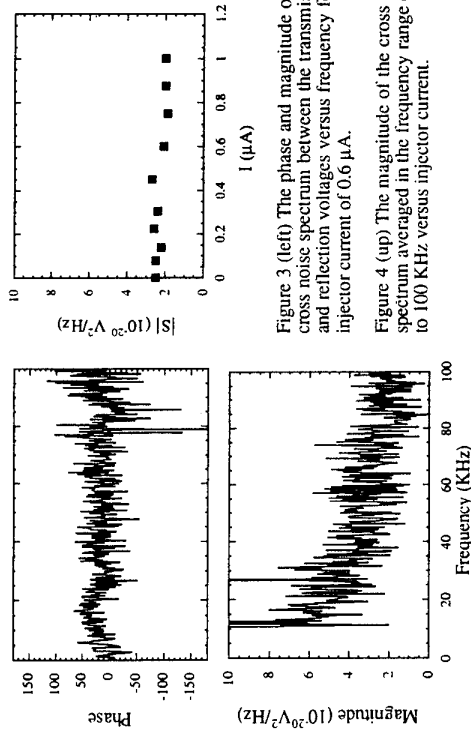 150
100
50
0
-50
-100
-150
Phase
10
8
6
4
2
0
Magnitude (10⁻²⁰V²/Hz)
0 20 40 60 80 100
Frequency (KHz)
10
8
6
4
2
0
|S| (10⁻²⁰ V²/Hz)
0 0.2 0.4 0.6 0.8 1 1.2
I (μA)
Figure 3 (left) The phase and magnitude o
cross noise spectrum between the transmi
and reflection voltages versus frequency f
injector current of 0.6 μA.
Figure 4 (up) The magnitude of the cross
spectrum averaged in the frequency range
to 100 KHz versus injector current.